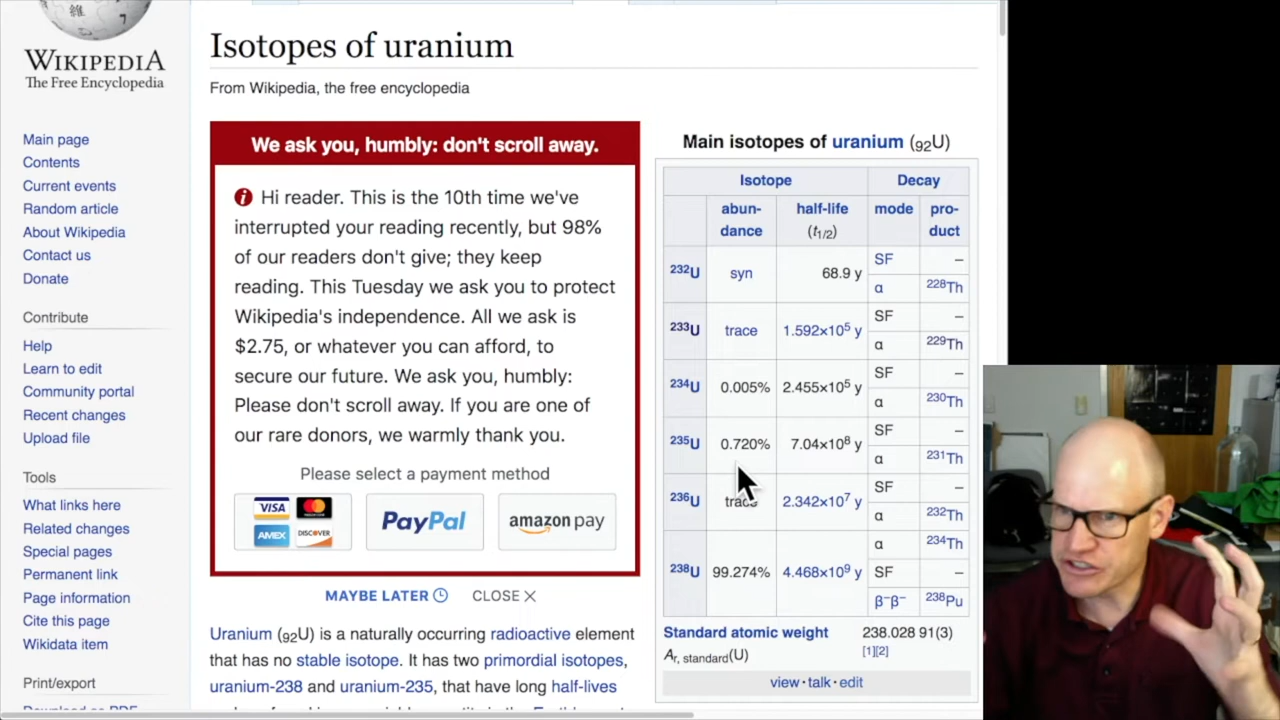 維
WIKIPEDIA
The Free Encyclopedia
Main page
Contents
Current events
Random article
About Wikipedia
Contact us
Donate
Contribute
Help
Learn to edit
Community portal
Recent changes
Upload file
Tools
What links here
Related changes
Special pages
Permanent link
Page information
Cite this page
Wikidata item
Print/export
Download as PDF
Isotopes of uranium
From Wikipedia, the free encyclopedia
We ask you, humbly: don't scroll away.
Hi reader. This is the 10th time we've
interrupted your reading recently, but 98%
of our readers don't give; they keep
reading. This Tuesday we ask you to protect
Wikipedia's independence. All we ask is
$2.75, or whatever you can afford, to
secure our future. We ask you, humbly:
Please don't scroll away. If you are one of
our rare donors, we warmly thank you.
Please select a payment method
VISA
AMEX DISCOVER
PayPal
amazon pay
MAYBE LATER CLOSE ×
Uranium (₉₂U) is a naturally occurring radioactive element
that has no stable isotope. It has two primordial isotopes,
uranium-238 and uranium-235, that have long half-lives
Main isotopes of uranium (₉₂U)
Isotope Decay
abun-dance half-life (t1/2) mode pro-duct
²³²U syn 68.9 y SF –
α ²²⁸Th
²³³U trace 1.592×10⁵ y SF –
α ²²⁹Th
²³⁴U 0.005% 2.455×10⁵ y SF –
α ²³⁰Th
²³⁵U 0.720% 7.04×10⁸ y SF –
α ²³¹Th
²³⁶U trace 2.342×10⁷ y SF –
α ²³²Th
²³⁸U 99.274% 4.468×10⁹ y α ²³⁴Th
SF –
β⁻β⁻ ²³⁸Pu
Standard atomic weight 238.028 91(3)
Ar, standard(U) [1][2]
view · talk · edit